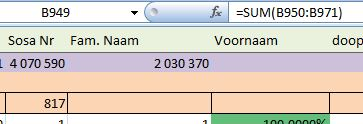 B949 fx =SUM(B950:B971)
Sosa Nr Fam. Naam Voornaam doop
1 4 070 590 2 030 370
817
1 1 100,0000%